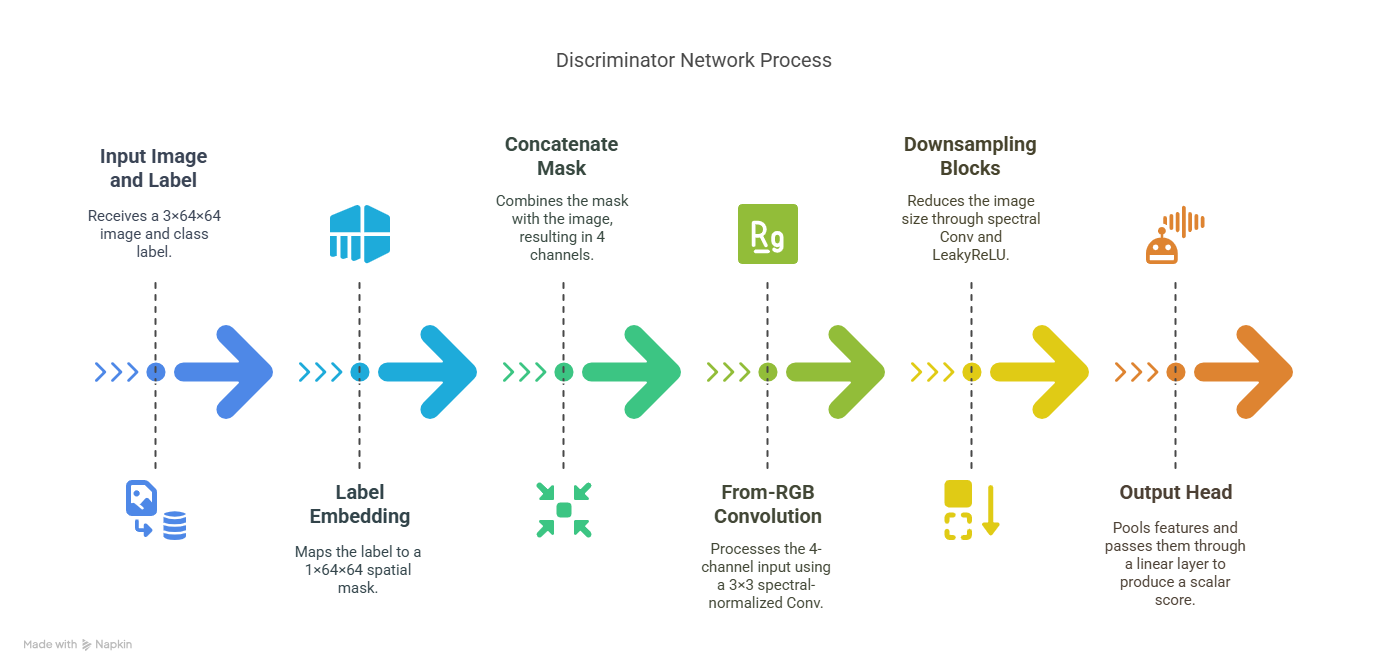 Discriminator Network Process
Input Image
and Label
Receives a 3×64×64
image and class
label.
Label
Embedding
Maps the label to a
1×64×64 spatial
mask.
Concatenate
Mask
Combines the mask
with the image,
resulting in 4
channels.
Rg
From-RGB
Convolution
Processes the 4-
channel input using
a 3×3 spectral-
normalized Conv.
Downsampling
Blocks
Reduces the image
size through spectral
Conv and
LeakyReLU.
Output Head
Pools features and
passes them through
a linear layer to
produce a scalar
score.
Made with Napkin